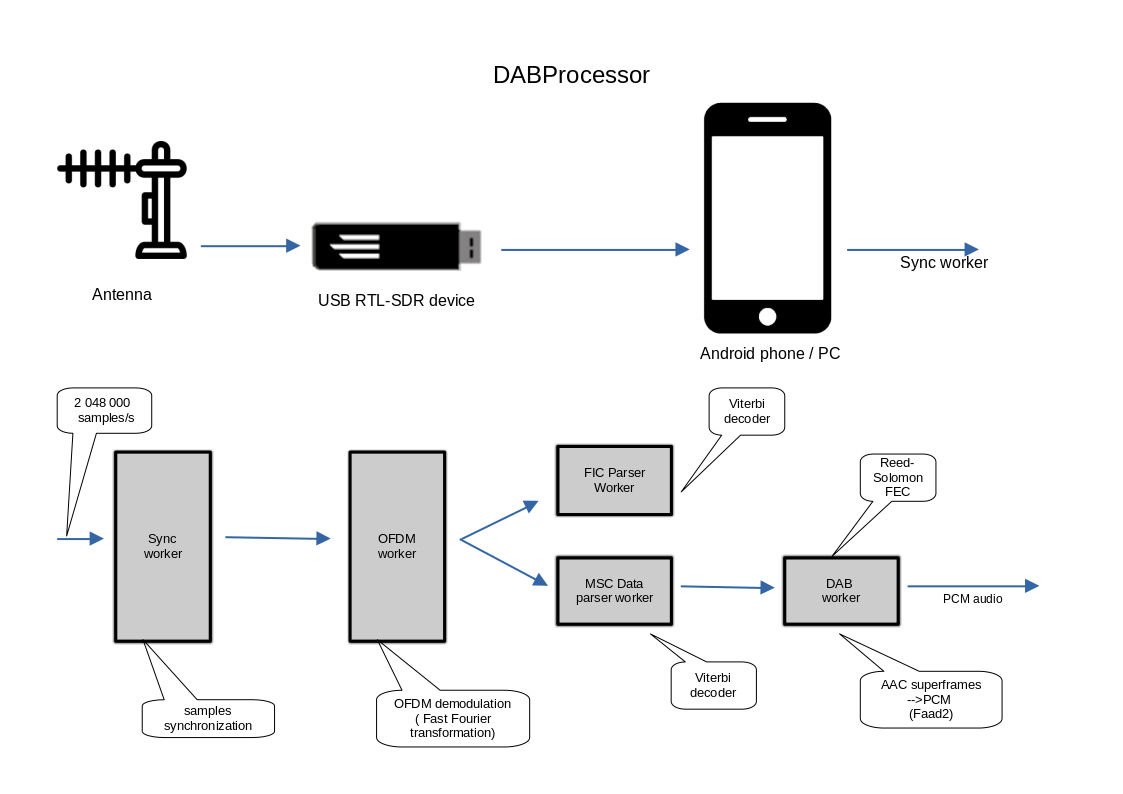 DABProcessor
Antenna
USB RTL-SDR device
Android phone / PC
Sync worker
2 048 000
samples/s
Sync
worker
samples
synchronization
OFDM
worker
OFDM demodulation
( Fast Fourier
transformation)
FIC Parser
Worker
Viterbi
decoder
MSC Data
parser worker
Viterbi
decoder
Reed-
Solomon
FEC
DAB
worker
AAC superframes
-->PCM
(Faad2)
PCM audio